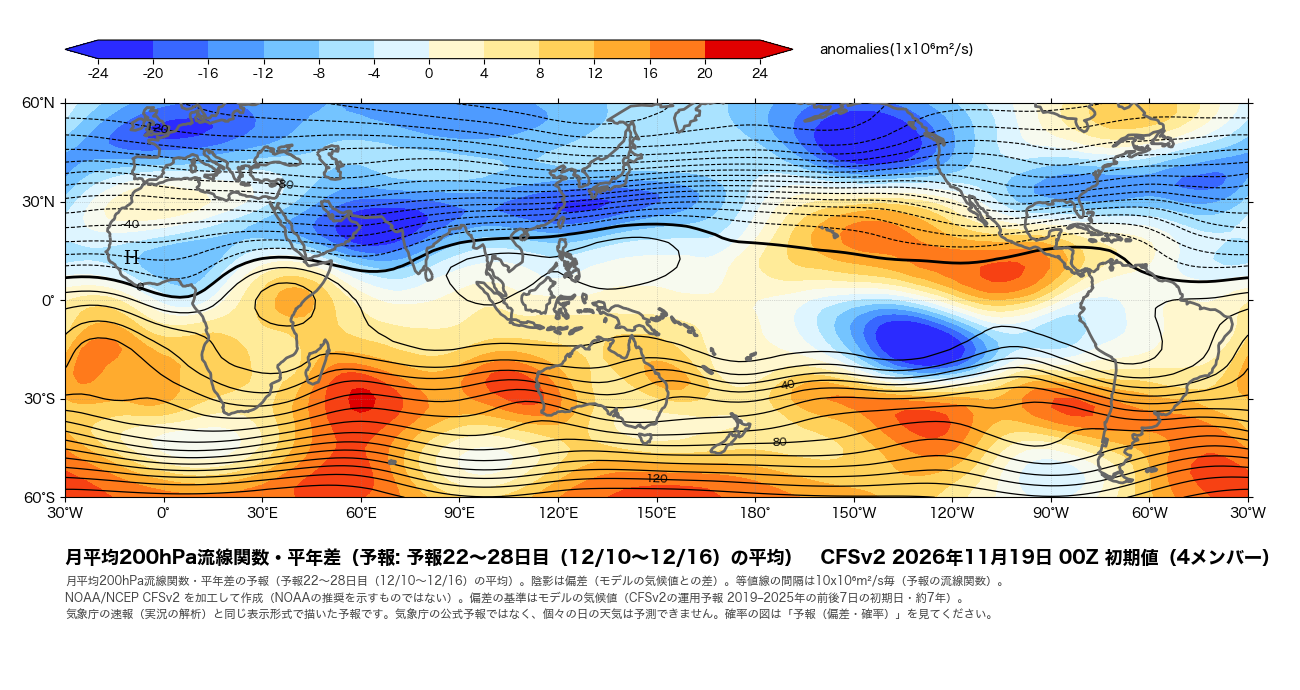 anomalies(1x10⁶m²/s)
-24 -20 -16 -12 -8 -4 0 4 8 12 16 20 24
60°N
30°N
0°
30°S
60°S
120
80
40
H
0
40
80
120
30°W 0° 30°E 60°E 90°E 120°E 150°E 180° 150°W 120°W 90°W 60°W 30°W
月平均200hPa流線関数・平年差（予報: 予報22〜28日目（12/10〜12/16）の平均） CFSv2 2026年11月19日 00Z 初期値（4メンバー）
月平均200hPa流線関数・平年差の予報（予報22〜28日目（12/10〜12/16）の平均）。陰影は偏差（モデルの気候値との差）。等値線の間隔は10x10⁶m²/s毎（予報の流線関数）。
NOAA/NCEP CFSv2 を加工して作成（NOAAの推奨を示すものではない）。偏差の基準はモデルの気候値（CFSv2の運用予報 2019–2025年の前後7日の初期日・約7年）。
気象庁の速報（実況の解析）と同じ表示形式で描いた予報です。気象庁の公式予報ではなく、個々の日の天気は予測できません。確率の図は「予報（偏差・確率）」を見てください。